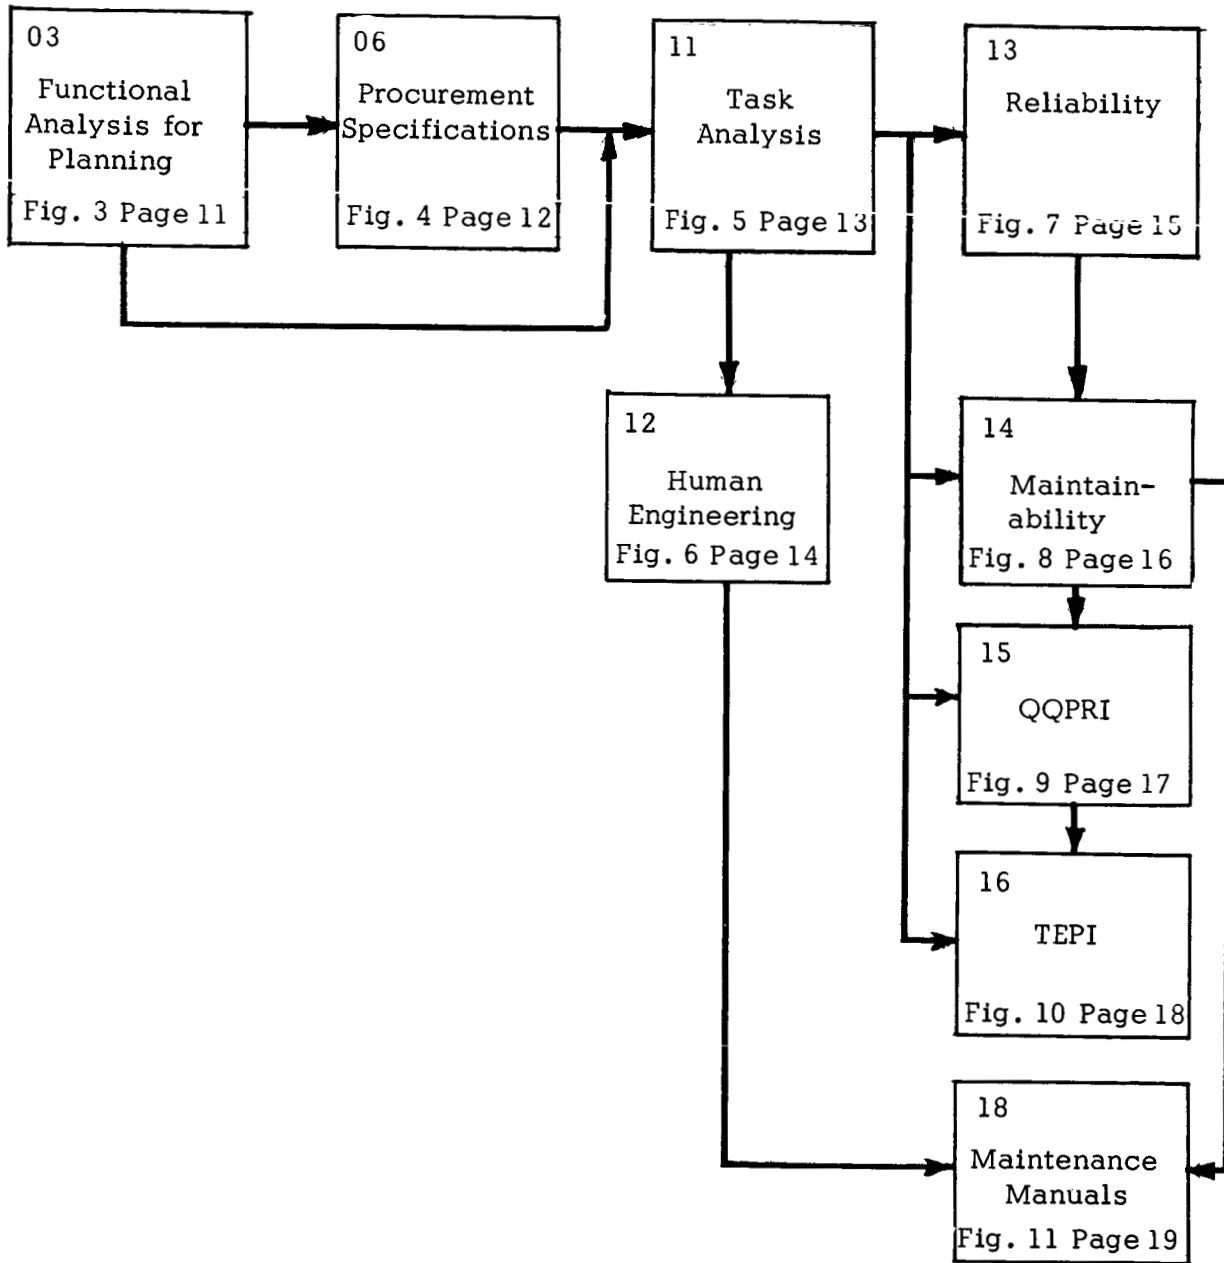 03
Functional
Analysis for
Planning
Fig. 3 Page 11
06
Procurement
Specifications
Fig. 4 Page 12
11
Task
Analysis
Fig. 5 Page 13
13
Reliability
Fig. 7 Page 15
12
Human
Engineering
Fig. 6 Page 14
14
Maintain-
ability
Fig. 8 Page 16
15
QQPRI
Fig. 9 Page 17
16
TEPI
Fig. 10 Page 18
18
Maintenance
Manuals
Fig. 11 Page 19